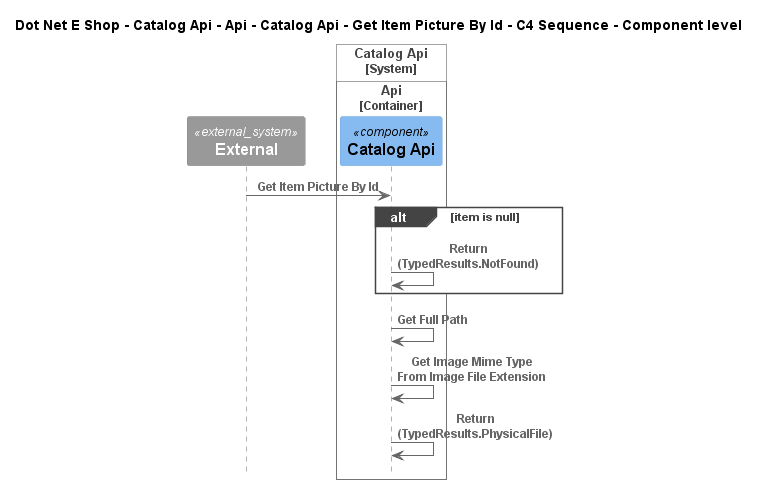 Dot Net E Shop - Catalog Api - Api - Catalog Api - Get Item Picture By Id - C4 Sequence - Component level
Catalog Api
[System]
Api
[Container]
«external_system»
External
«component»
Catalog Api
Get Item Picture By Id
alt
[item is null]
Return
(TypedResults.NotFound)
Get Full Path
Get Image Mime Type
From Image File Extension
Return
(TypedResults.PhysicalFile)